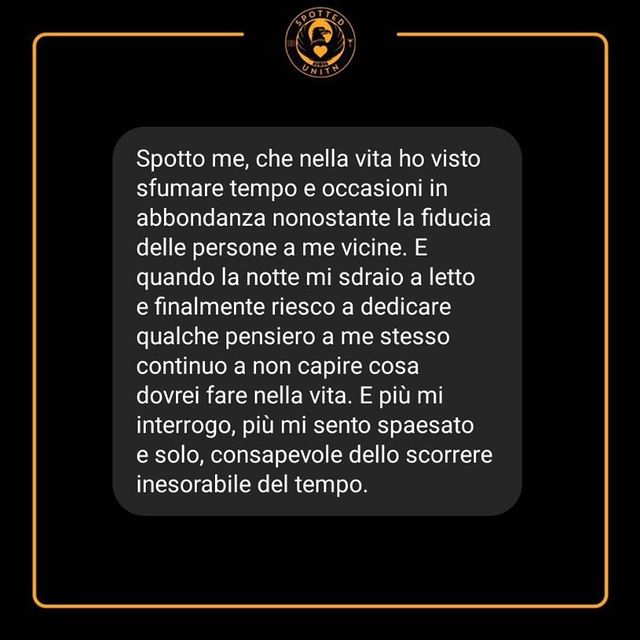 SPOTTED
UNITN
Spotto me, che nella vita ho visto
sfumare tempo e occasioni in
abbondanza nonostante la fiducia
delle persone a me vicine. E
quando la notte mi sdraio a letto
e finalmente riesco a dedicare
qualche pensiero a me stesso
continuo a non capire cosa
dovrei fare nella vita. E più mi
interrogo, più mi sento spaesato
e solo, consapevole dello scorrere
inesorabile del tempo.